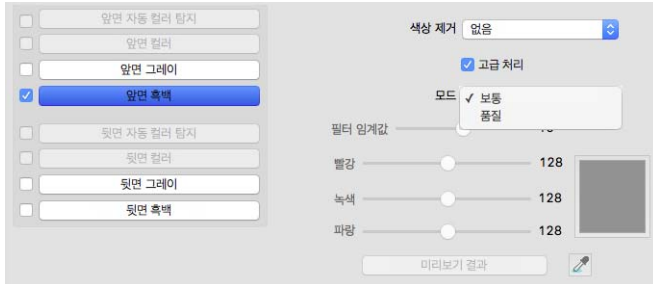 앞면 자동 컬러 탐지
앞면 컬러
앞면 그레이
앞면 흑백
뒷면 자동 컬러 탐지
뒷면 컬러
뒷면 그레이
뒷면 흑백
색상 제거 없음
고급 처리
모드 ✓ 보통
품질
필터 임계값
빨강 128
녹색 128
파랑 128
미리보기 결과